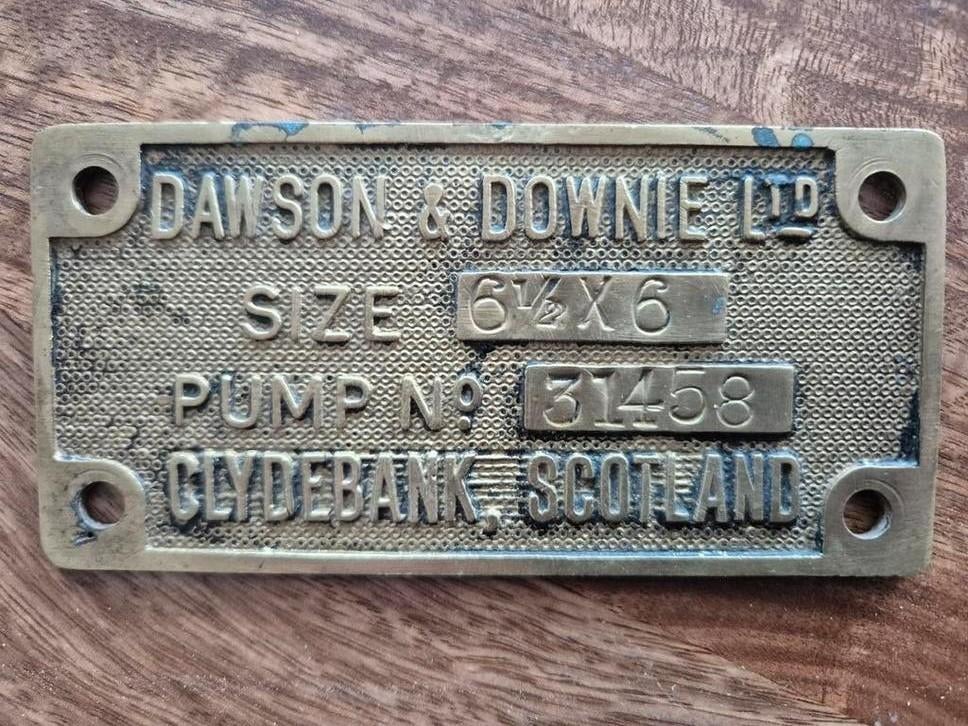 DAWSON & DOWNIE LTD
SIZE 6½ X 6
PUMP No 31458
CLYDEBANK, SCOTLAND